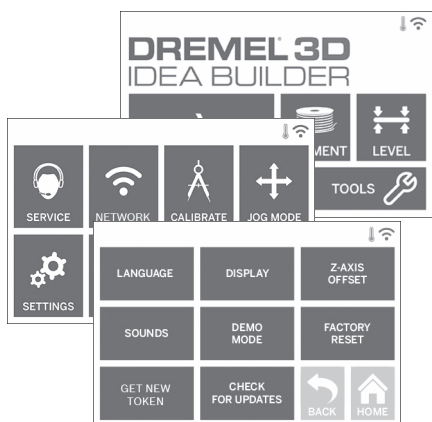 DREMEL® 3D
IDEA BUILDER
MENT
LEVEL
TOOLS
SERVICE
NETWORK
CALIBRATE
JOG MODE
SETTINGS
LANGUAGE
DISPLAY
Z-AXIS
OFFSET
SOUNDS
DEMO
MODE
FACTORY
RESET
GET NEW
TOKEN
CHECK
FOR UPDATES
BACK
HOME